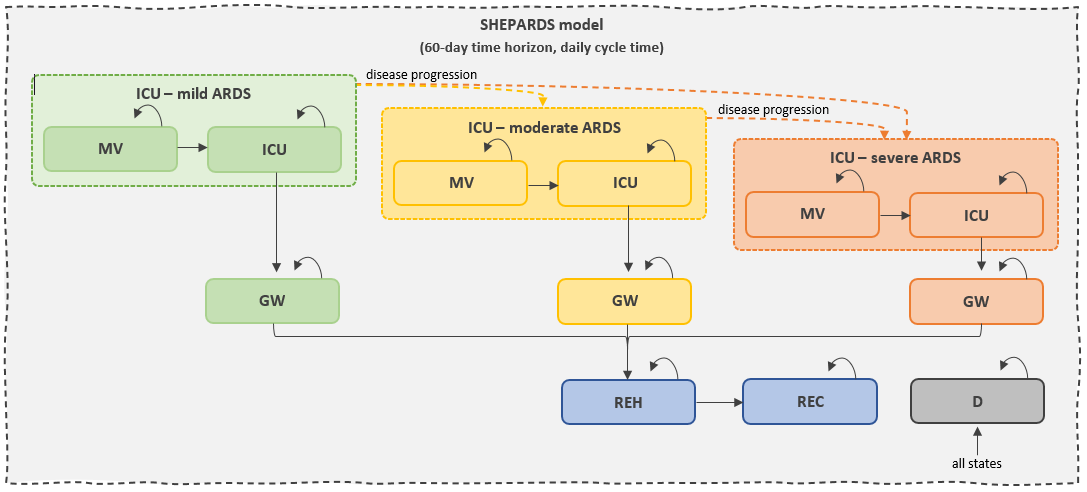 SHEPARDS model
(60-day time horizon, daily cycle time)
disease progression
ICU – mild ARDS
MV
ICU
disease progression
ICU – moderate ARDS
MV
ICU
ICU – severe ARDS
MV
ICU
GW
GW
GW
REH
REC
D
all states